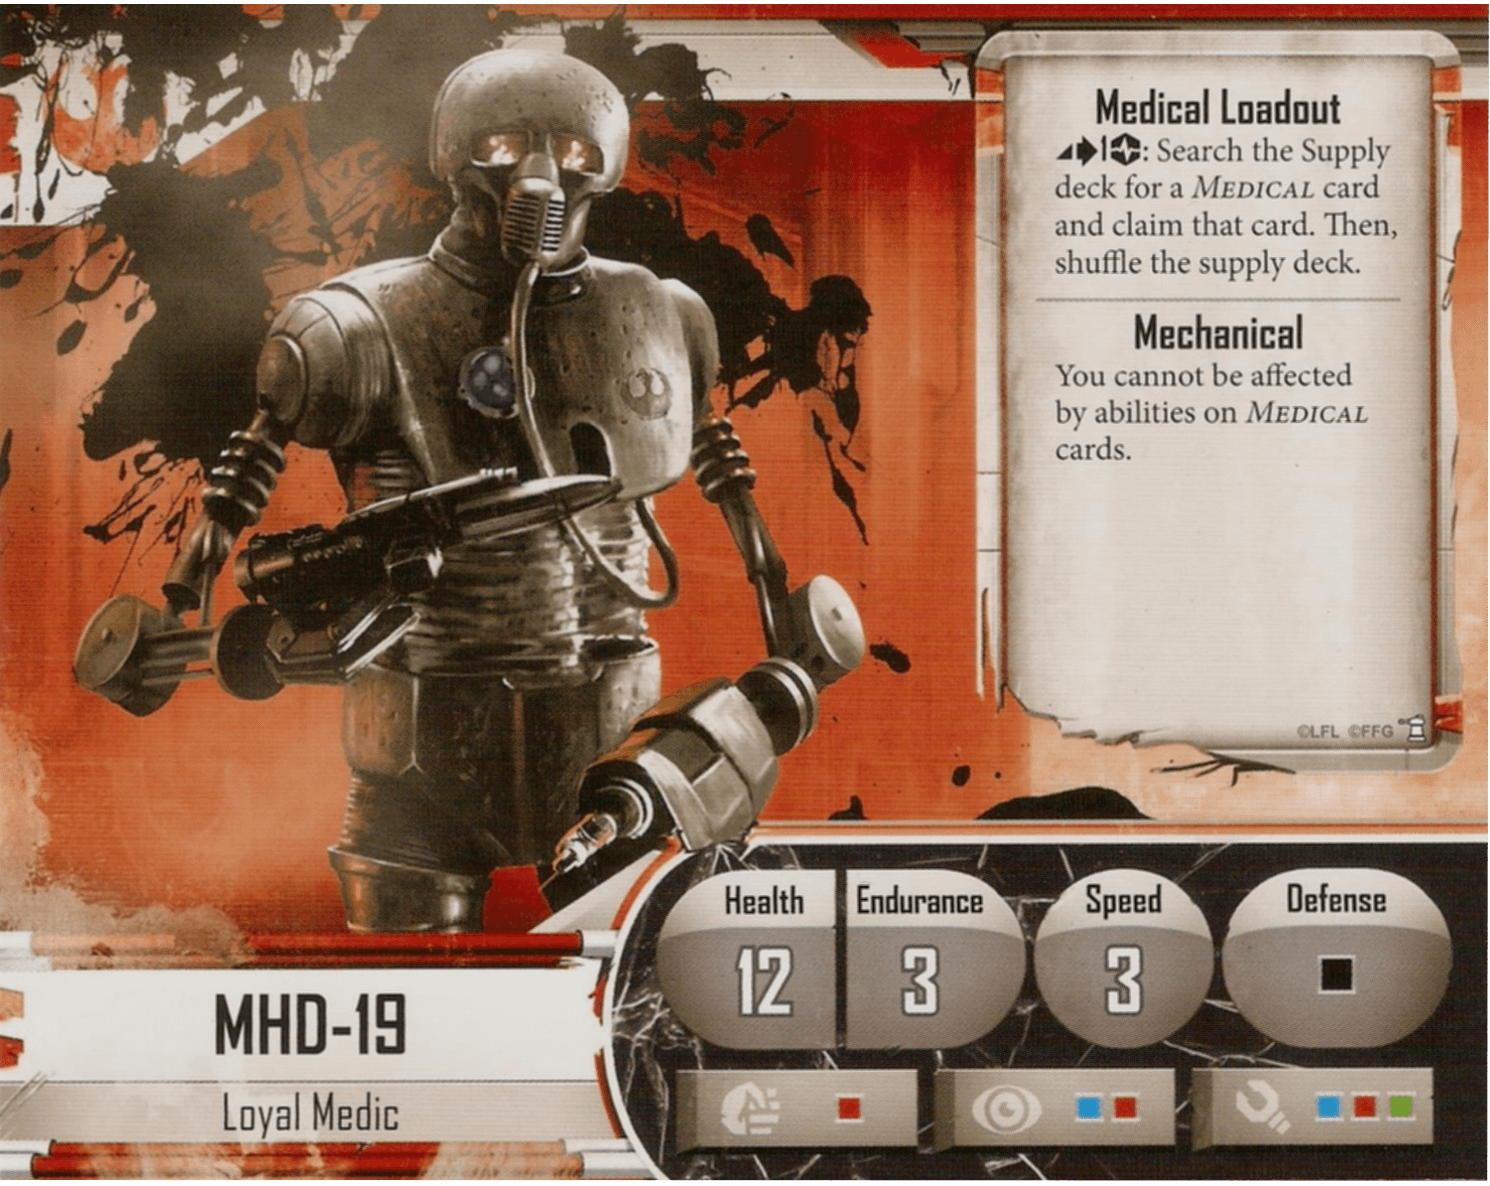 Medical Loadout
1 : Search the Supply
deck for a MEDICAL card
and claim that card. Then,
shuffle the supply deck.
Mechanical
You cannot be affected
by abilities on MEDICAL
cards.
©LFL ©FFG
Health Endurance Speed Defense
12 3 3
MHD-19
Loyal Medic